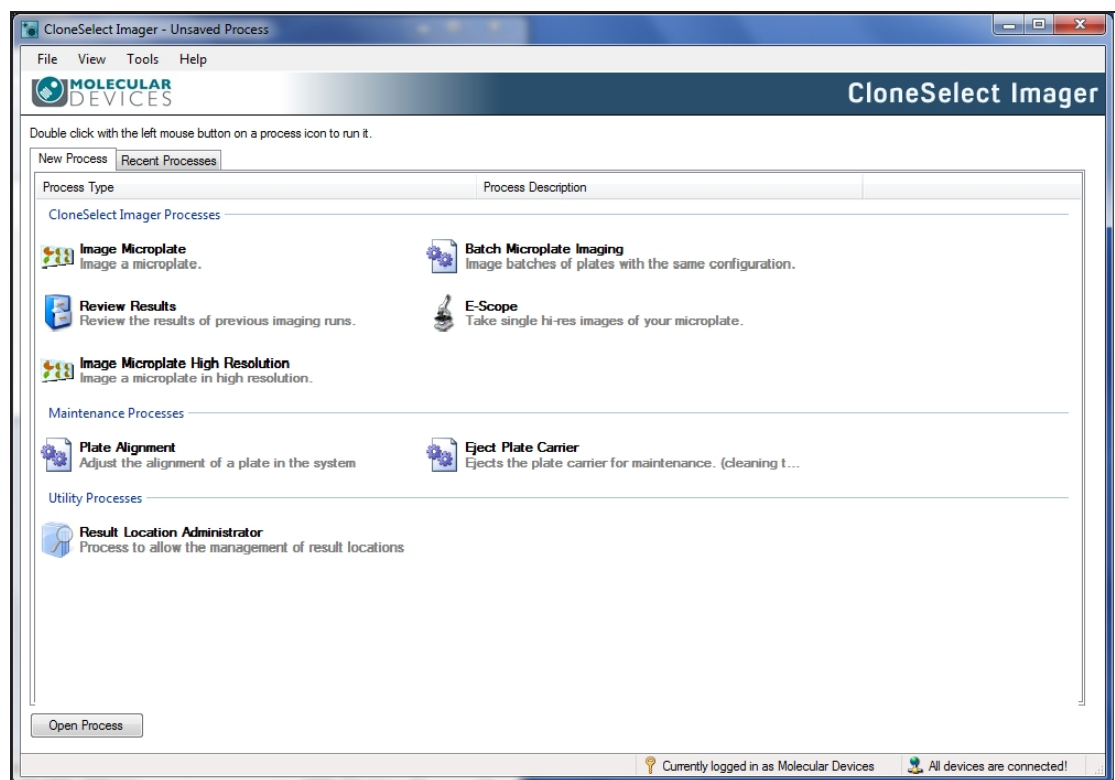 CloneSelect Imager - Unsaved Process
File View Tools Help
MOLECULAR
DEVICES
CloneSelect Imager
Double click with the left mouse button on a process icon to run it.
New Process Recent Processes
Process Type Process Description
CloneSelect Imager Processes
Image Microplate
Image a microplate.
Batch Microplate Imaging
Image batches of plates with the same configuration.
Review Results
Review the results of previous imaging runs.
E-Scope
Take single hi-res images of your microplate.
Image Microplate High Resolution
Image a microplate in high resolution.
Maintenance Processes
Plate Alignment
Adjust the alignment of a plate in the system
Eject Plate Carrier
Ejects the plate carrier for maintenance. (cleaning t...
Utility Processes
Result Location Administrator
Process to allow the management of result locations
Open Process
Currently logged in as Molecular Devices All devices are connected!